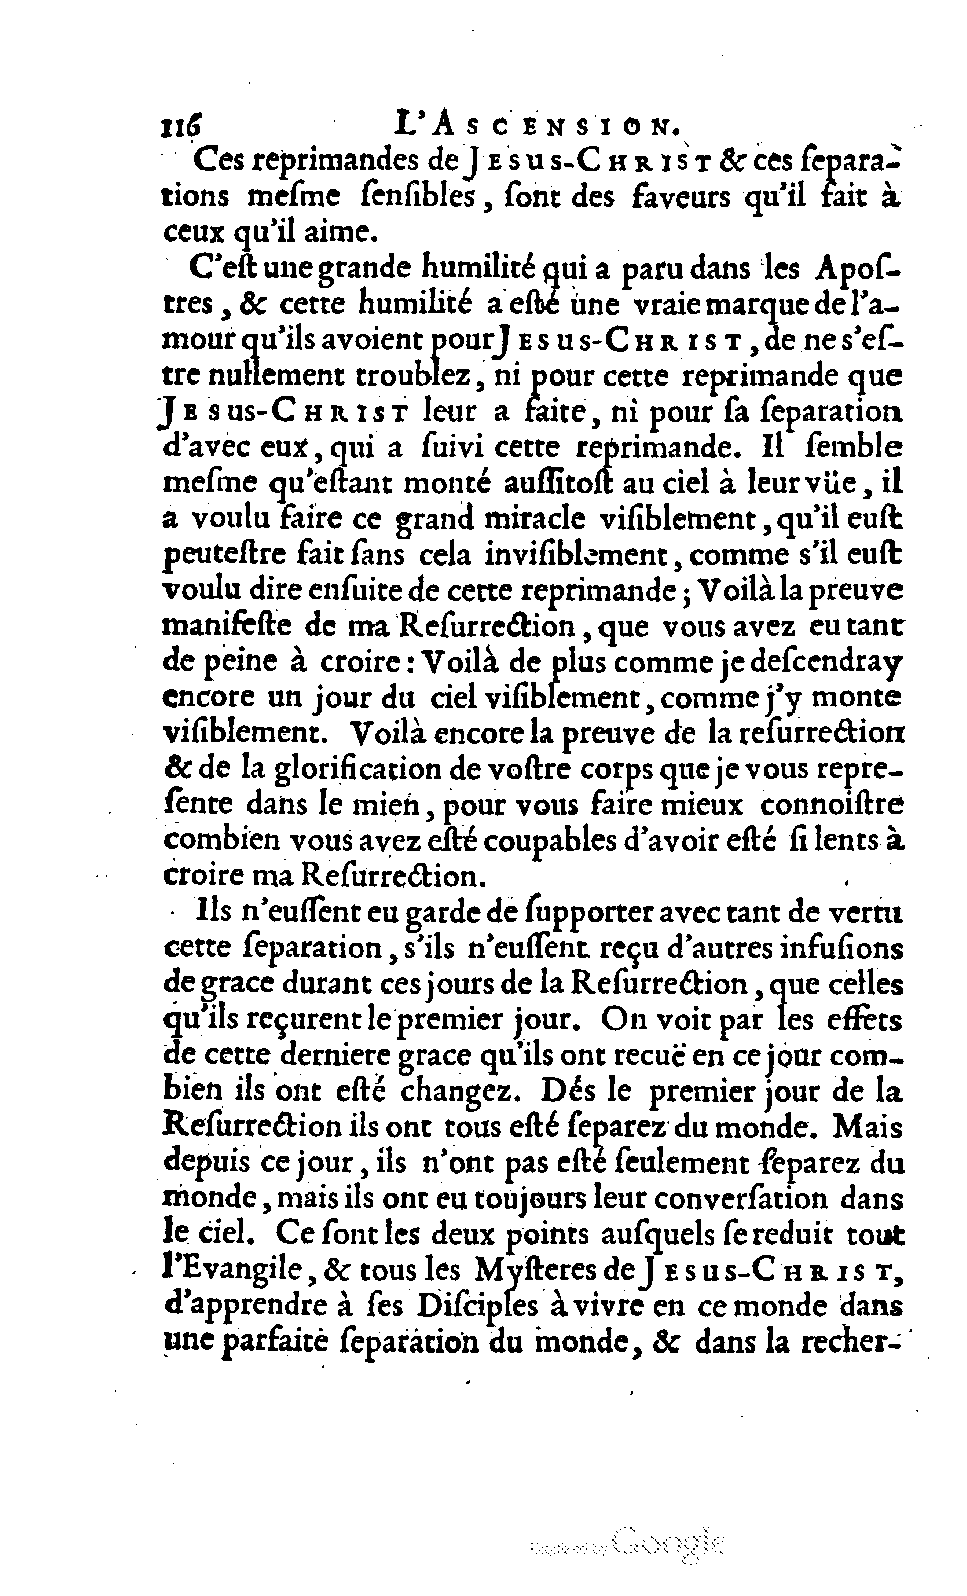 116 L'ASCENSION.
Ces reprimandes de JESUS-CHRIST & ces ſepara-
tions meſme ſenſibles, ſont des faveurs qu'il fait à
ceux qu'il aime.
C'eſt une grande humilité qui a paru dans les Apoſ-
tres, & cette humilité a eſté une vraie marque de l'a-
mour qu'ils avoient pour JESUS-CHRIST, de ne s'eſ-
tre nullement troublez, ni pour cette reprimande que
JESUS-CHRIST leur a faite, ni pour ſa ſeparation
d'avec eux, qui a ſuivi cette reprimande. Il ſemble
meſme qu'eſtant monté auſſitoſt au ciel à leur vüe, il
a voulu faire ce grand miracle viſiblement, qu'il euſt
peuteſtre fait ſans cela inviſiblement, comme s'il euſt
voulu dire enſuite de cette reprimande; Voilà la preuve
manifeſte de ma Reſurrection, que vous avez eu tant
de peine à croire: Voilà de plus comme je deſcendray
encore un jour du ciel viſiblement, comme j'y monte
viſiblement. Voilà encore la preuve de la reſurrection
& de la glorification de voſtre corps que je vous repre-
ſente dans le mien, pour vous faire mieux connoiſtre
combien vous avez eſté coupables d'avoir eſté ſi lents à
croire ma Reſurrection.
Ils n'euſſent eu garde de ſupporter avec tant de vertu
cette ſeparation, s'ils n'euſſent reçu d'autres infuſions
de grace durant ces jours de la Reſurrection, que celles
qu'ils reçurent le premier jour. On voit par les effets
de cette derniere grace qu'ils ont recuë en ce jour com-
bien ils ont eſté changez. Dés le premier jour de la
Reſurrection ils ont tous eſté ſeparez du monde. Mais
depuis ce jour, ils n'ont pas eſté ſeulement ſeparez du
monde, mais ils ont eu toujours leur converſation dans
le ciel. Ce ſont les deux points auſquels ſe reduit tout
l'Evangile, & tous les Myſteres de JESUS-CHRIST,
d'apprendre à ſes Diſciples à vivre en ce monde dans
une parfaite ſeparation du monde, & dans la recher-
Google